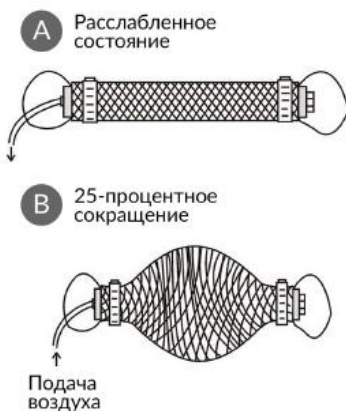 A
Расслабленное
состояние
B
25-процентное
сокращение
Подача
воздуха